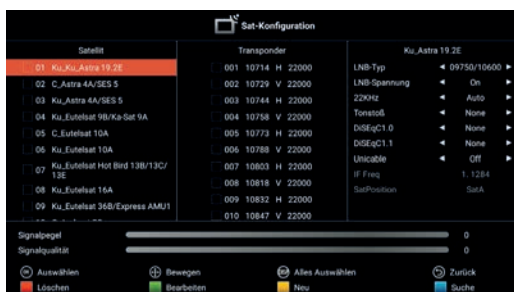 Sat-Konfiguration
Satellit
01 Ku_Ku_Astra 19.2E
02 C_Astra 4A/SES 5
03 Ku_Astra 4A/SES 5
04 Ku_Eutelsat 9B/Ka-Sat 9A
05 C_Eutelsat 10A
06 Ku_Eutelsat 10A
07 Ku_Eutelsat Hot Bird 13B/13C/
13E
08 Ku_Eutelsat 16A
09 Ku_Eutelsat 36B/Express AMU1
Transponder
001 10714 H 22000
002 10729 V 22000
003 10744 H 22000
004 10758 V 22000
005 10773 H 22000
006 10788 V 22000
007 10803 H 22000
008 10818 V 22000
009 10832 H 22000
010 10847 V 22000
Ku_Astra 19.2E
LNB-Typ 09750/10600
LNB-Spannung On
22KHz Auto
Tonstoß None
DiSEqC1.0 None
DiSEqC1.1 None
Unicable Off
IF Freq 1. 1284
SatPosition SatA
Signalpegel 0
Signalqualität 0
OK Auswählen
Bewegen
Alles Auswählen
Zurück
Löschen
Bearbeiten
Neu
Suche